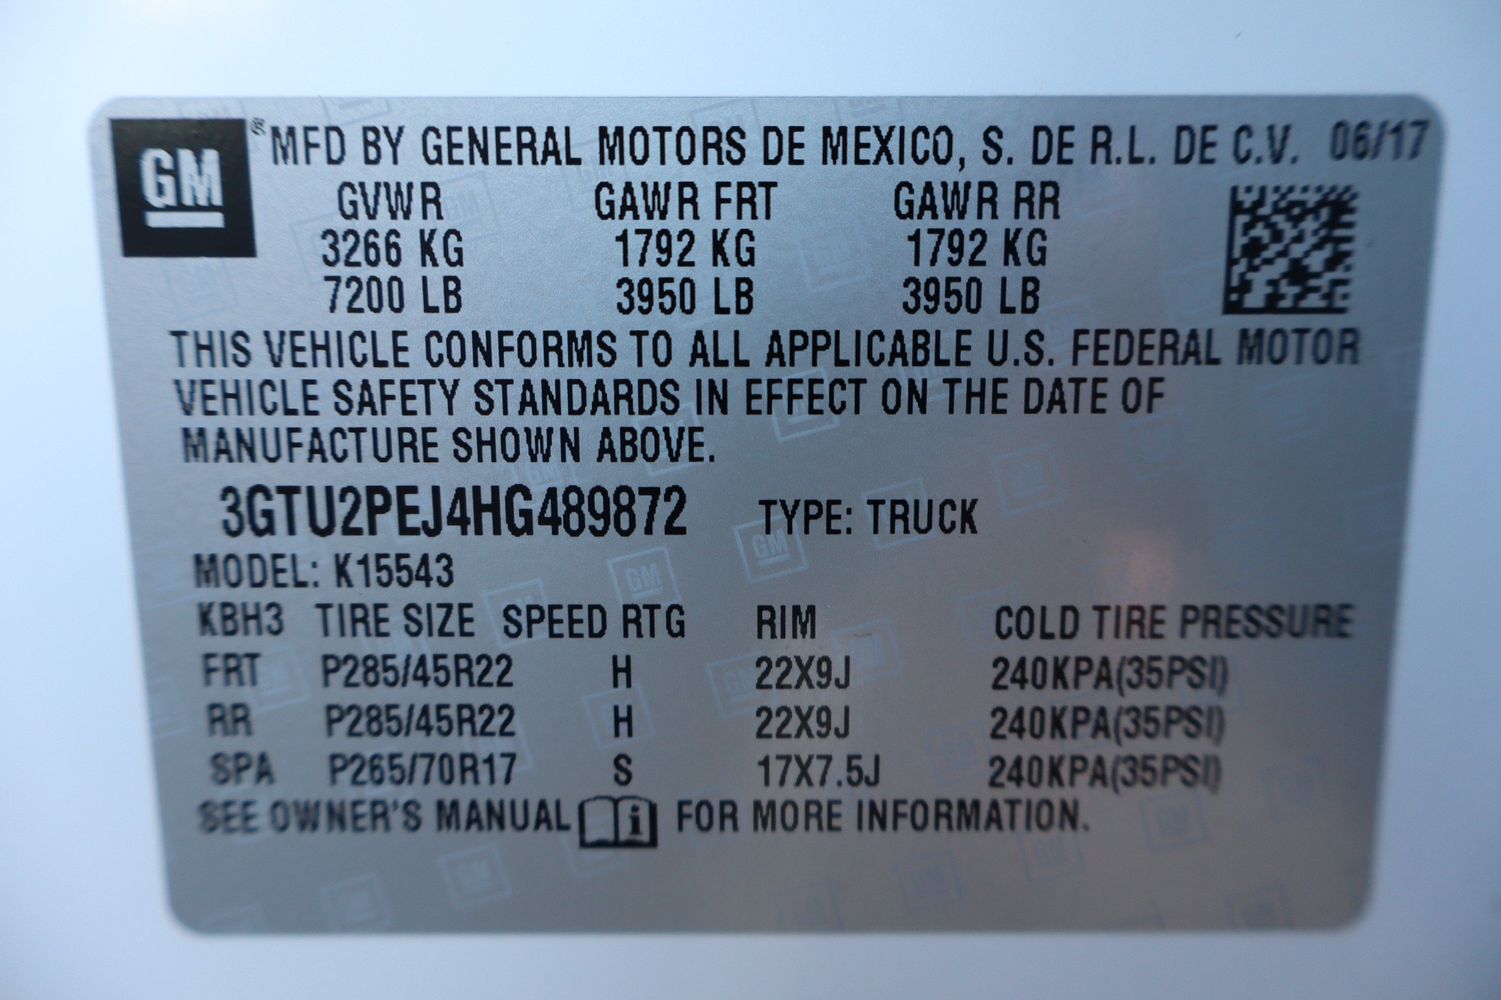 GM
® MFD BY GENERAL MOTORS DE MEXICO, S. DE R.L. DE C.V. 06/17
GVWR GAWR FRT GAWR RR
3266 KG 1792 KG 1792 KG
7200 LB 3950 LB 3950 LB
THIS VEHICLE CONFORMS TO ALL APPLICABLE U.S. FEDERAL MOTOR
VEHICLE SAFETY STANDARDS IN EFFECT ON THE DATE OF
MANUFACTURE SHOWN ABOVE.
3GTU2PEJ4HG489872 TYPE: TRUCK
MODEL: K15543
KBH3 TIRE SIZE SPEED RTG RIM COLD TIRE PRESSURE
FRT P285/45R22 H 22X9J 240KPA(35PSI)
RR P285/45R22 H 22X9J 240KPA(35PSI)
SPA P265/70R17 S 17X7.5J 240KPA(35PSI)
SEE OWNER'S MANUAL i FOR MORE INFORMATION.